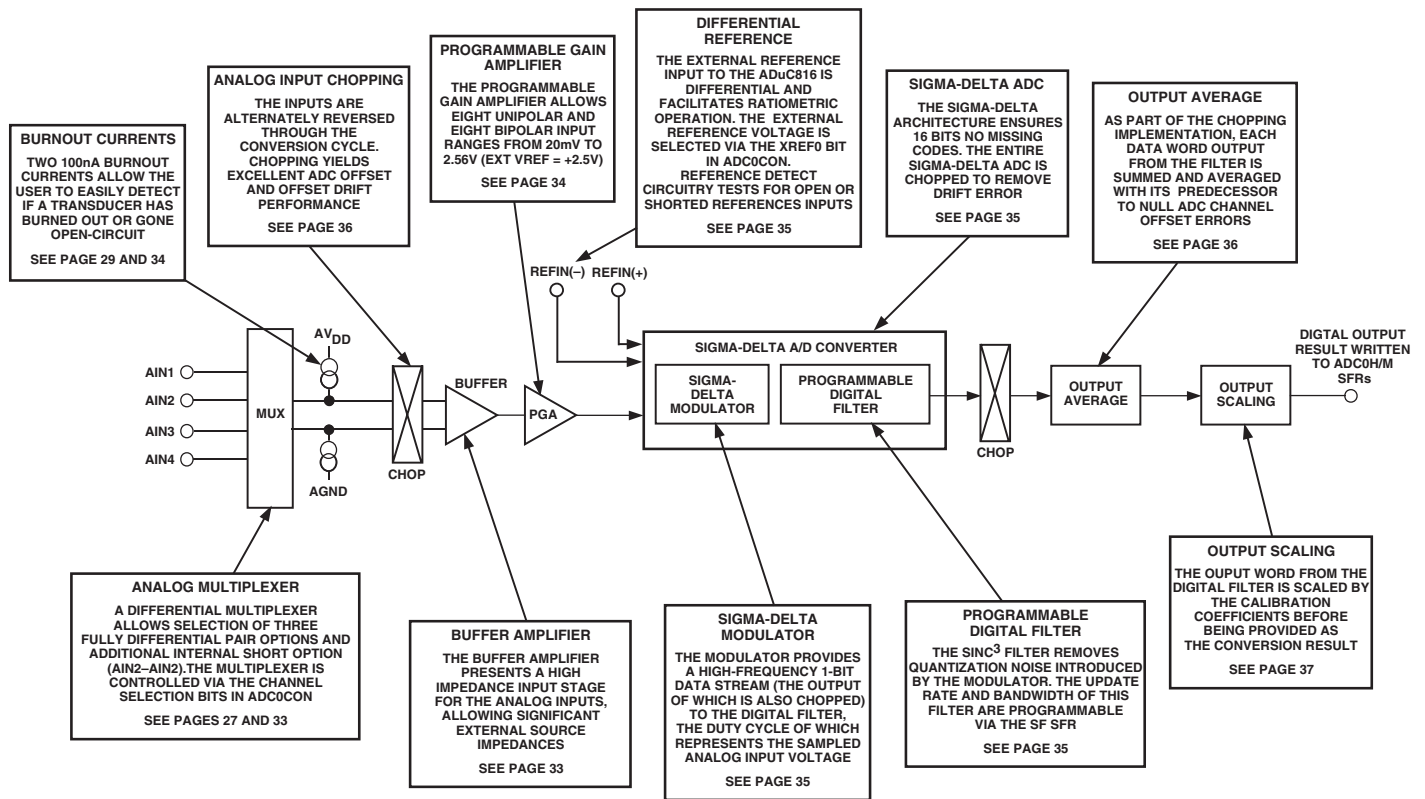 BURNOUT CURRENTS
TWO 100nA BURNOUT
CURRENTS ALLOW THE
USER TO EASILY DETECT
IF A TRANSDUCER HAS
BURNED OUT OR GONE
OPEN-CIRCUIT
SEE PAGE 29 AND 34
ANALOG INPUT CHOPPING
THE INPUTS ARE
ALTERNATELY REVERSED
THROUGH THE
CONVERSION CYCLE.
CHOPPING YIELDS
EXCELLENT ADC OFFSET
AND OFFSET DRIFT
PERFORMANCE
SEE PAGE 36
PROGRAMMABLE GAIN
AMPLIFIER
THE PROGRAMMABLE
GAIN AMPLIFIER ALLOWS
EIGHT UNIPOLAR AND
EIGHT BIPOLAR INPUT
RANGES FROM 20mV TO
2.56V (EXT VREF = +2.5V)
SEE PAGE 34
DIFFERENTIAL
REFERENCE
THE EXTERNAL REFERENCE
INPUT TO THE ADuC816 IS
DIFFERENTIAL AND
FACILITATES RATIOMETRIC
OPERATION. THE EXTERNAL
REFERENCE VOLTAGE IS
SELECTED VIA THE XREF0 BIT
IN ADC0CON.
REFERENCE DETECT
CIRCUITRY TESTS FOR OPEN OR
SHORTED REFERENCES INPUTS
SEE PAGE 35
SIGMA-DELTA ADC
THE SIGMA-DELTA
ARCHITECTURE ENSURES
16 BITS NO MISSING
CODES. THE ENTIRE
SIGMA-DELTA ADC IS
CHOPPED TO REMOVE
DRIFT ERROR
SEE PAGE 35
OUTPUT AVERAGE
AS PART OF THE CHOPPING
IMPLEMENTATION, EACH
DATA WORD OUTPUT
FROM THE FILTER IS
SUMMED AND AVERAGED
WITH ITS PREDECESSOR
TO NULL ADC CHANNEL
OFFSET ERRORS
SEE PAGE 36
REFIN(–) REFIN(+)
AIN1
AIN2
AIN3
AIN4
MUX
AVDD
AGND
CHOP
BUFFER
PGA
SIGMA-DELTA A/D CONVERTER
SIGMA-
DELTA
MODULATOR
PROGRAMMABLE
DIGITAL
FILTER
CHOP
OUTPUT
AVERAGE
OUTPUT
SCALING
DIGTAL OUTPUT
RESULT WRITTEN
TO ADC0H/M
SFRs
ANALOG MULTIPLEXER
A DIFFERENTIAL MULTIPLEXER
ALLOWS SELECTION OF THREE
FULLY DIFFERENTIAL PAIR OPTIONS AND
ADDITIONAL INTERNAL SHORT OPTION
(AIN2–AIN2).THE MULTIPLEXER IS
CONTROLLED VIA THE CHANNEL
SELECTION BITS IN ADC0CON
SEE PAGES 27 AND 33
BUFFER AMPLIFIER
THE BUFFER AMPLIFIER
PRESENTS A HIGH
IMPEDANCE INPUT STAGE
FOR THE ANALOG INPUTS,
ALLOWING SIGNIFICANT
EXTERNAL SOURCE
IMPEDANCES
SEE PAGE 33
SIGMA-DELTA
MODULATOR
THE MODULATOR PROVIDES
A HIGH-FREQUENCY 1-BIT
DATA STREAM (THE OUTPUT
OF WHICH IS ALSO CHOPPED)
TO THE DIGITAL FILTER,
THE DUTY CYCLE OF WHICH
REPRESENTS THE SAMPLED
ANALOG INPUT VOLTAGE
SEE PAGE 35
PROGRAMMABLE
DIGITAL FILTER
THE SINC³ FILTER REMOVES
QUANTIZATION NOISE INTRODUCED
BY THE MODULATOR. THE UPDATE
RATE AND BANDWIDTH OF THIS
FILTER ARE PROGRAMMABLE
VIA THE SF SFR
SEE PAGE 35
OUTPUT SCALING
THE OUPUT WORD FROM THE
DIGITAL FILTER IS SCALED BY
THE CALIBRATION
COEFFICIENTS BEFORE
BEING PROVIDED AS
THE CONVERSION RESULT
SEE PAGE 37